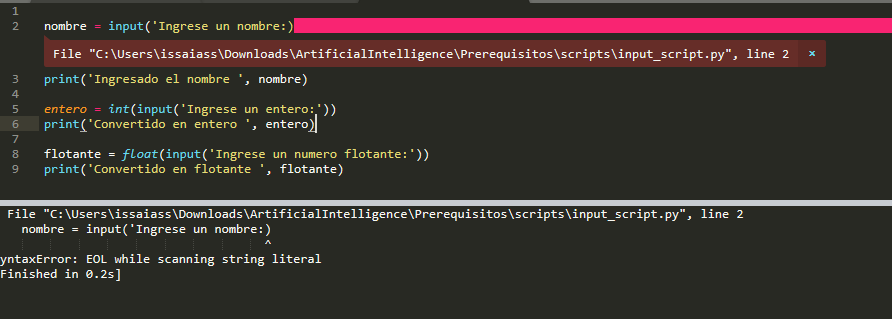 1
2 nombre = input('Ingrese un nombre:)
File "C:\Users\issaiass\Downloads\ArtificialIntelligence\Prerequisitos\scripts\input_script.py", line 2 ×
3 print('Ingresado el nombre ', nombre)
4
5 entero = int(input('Ingrese un entero:'))
6 print('Convertido en entero ', entero)
7
8 flotante = float(input('Ingrese un numero flotante:'))
9 print('Convertido en flotante ', flotante)
File "C:\Users\issaiass\Downloads\ArtificialIntelligence\Prerequisitos\scripts\input_script.py", line 2
nombre = input('Ingrese un nombre:)
^
yntaxError: EOL while scanning string literal
Finished in 0.2s]